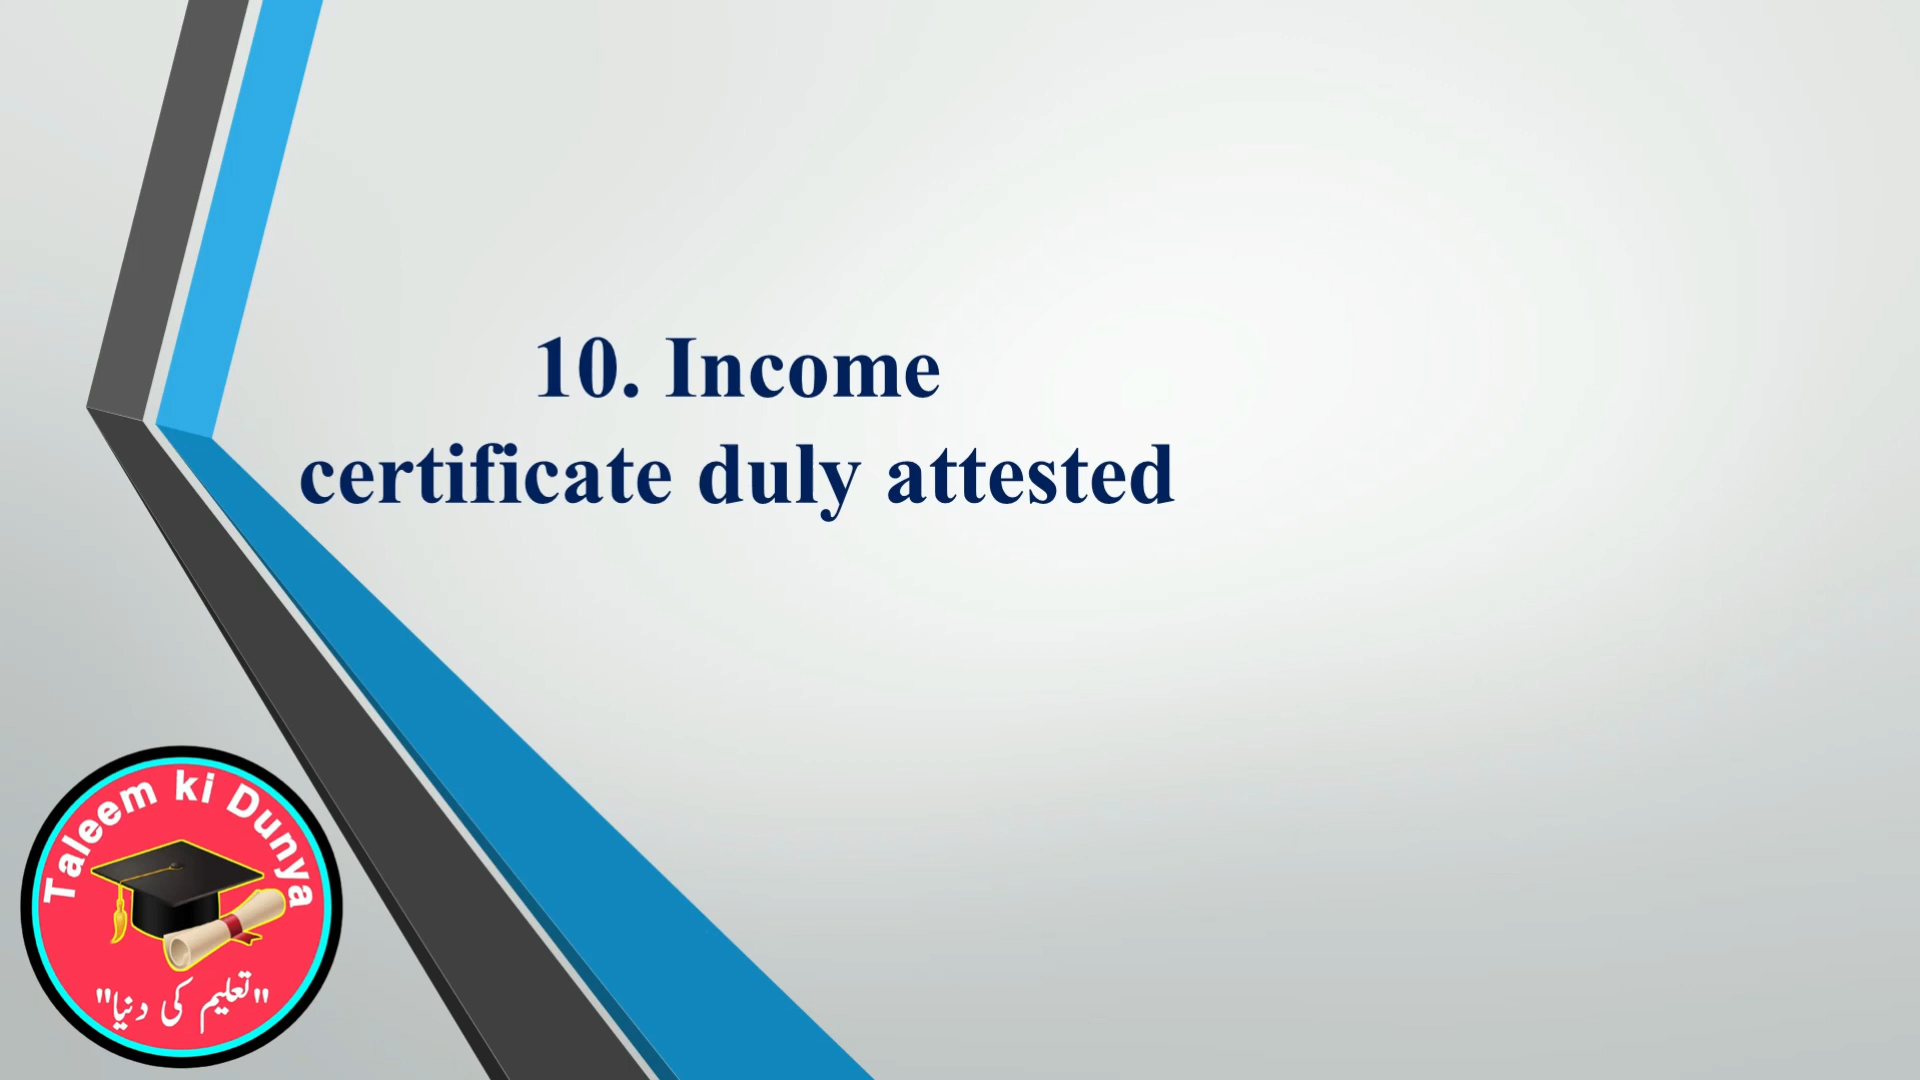 10. Income
certificate duly attested
Taleem ki Dunya
"تعلیم کی دنیا"